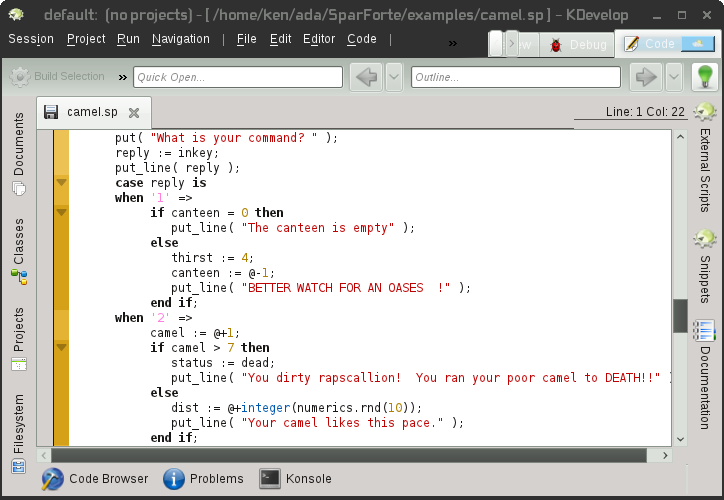 default: (no projects) - [ /home/ken/ada/SparForte/examples/camel.sp ] - KDevelop
Session Project Run Navigation | File Edit Editor Code | » Debug Code
Build Selection » Quick Open... Outline...
camel.sp Line: 1 Col: 22
Documents
Classes
Projects
Filesystem
put( "What is your command? " );
reply := inkey;
put_line( reply );
case reply is
when '1' =>
if canteen = 0 then
put_line( "The canteen is empty" );
else
thirst := 4;
canteen := @-1;
put_line( "BETTER WATCH FOR AN OASES  !" );
end if;
when '2' =>
camel := @+1;
if camel > 7 then
status := dead;
put_line( "You dirty rapscallion!  You ran your poor camel to DEATH!!" )
else
dist := @+integer(numerics.rnd(10));
put_line( "Your camel likes this pace." );
end if;
External Scripts
Snippets
Documentation
Code Browser Problems Konsole